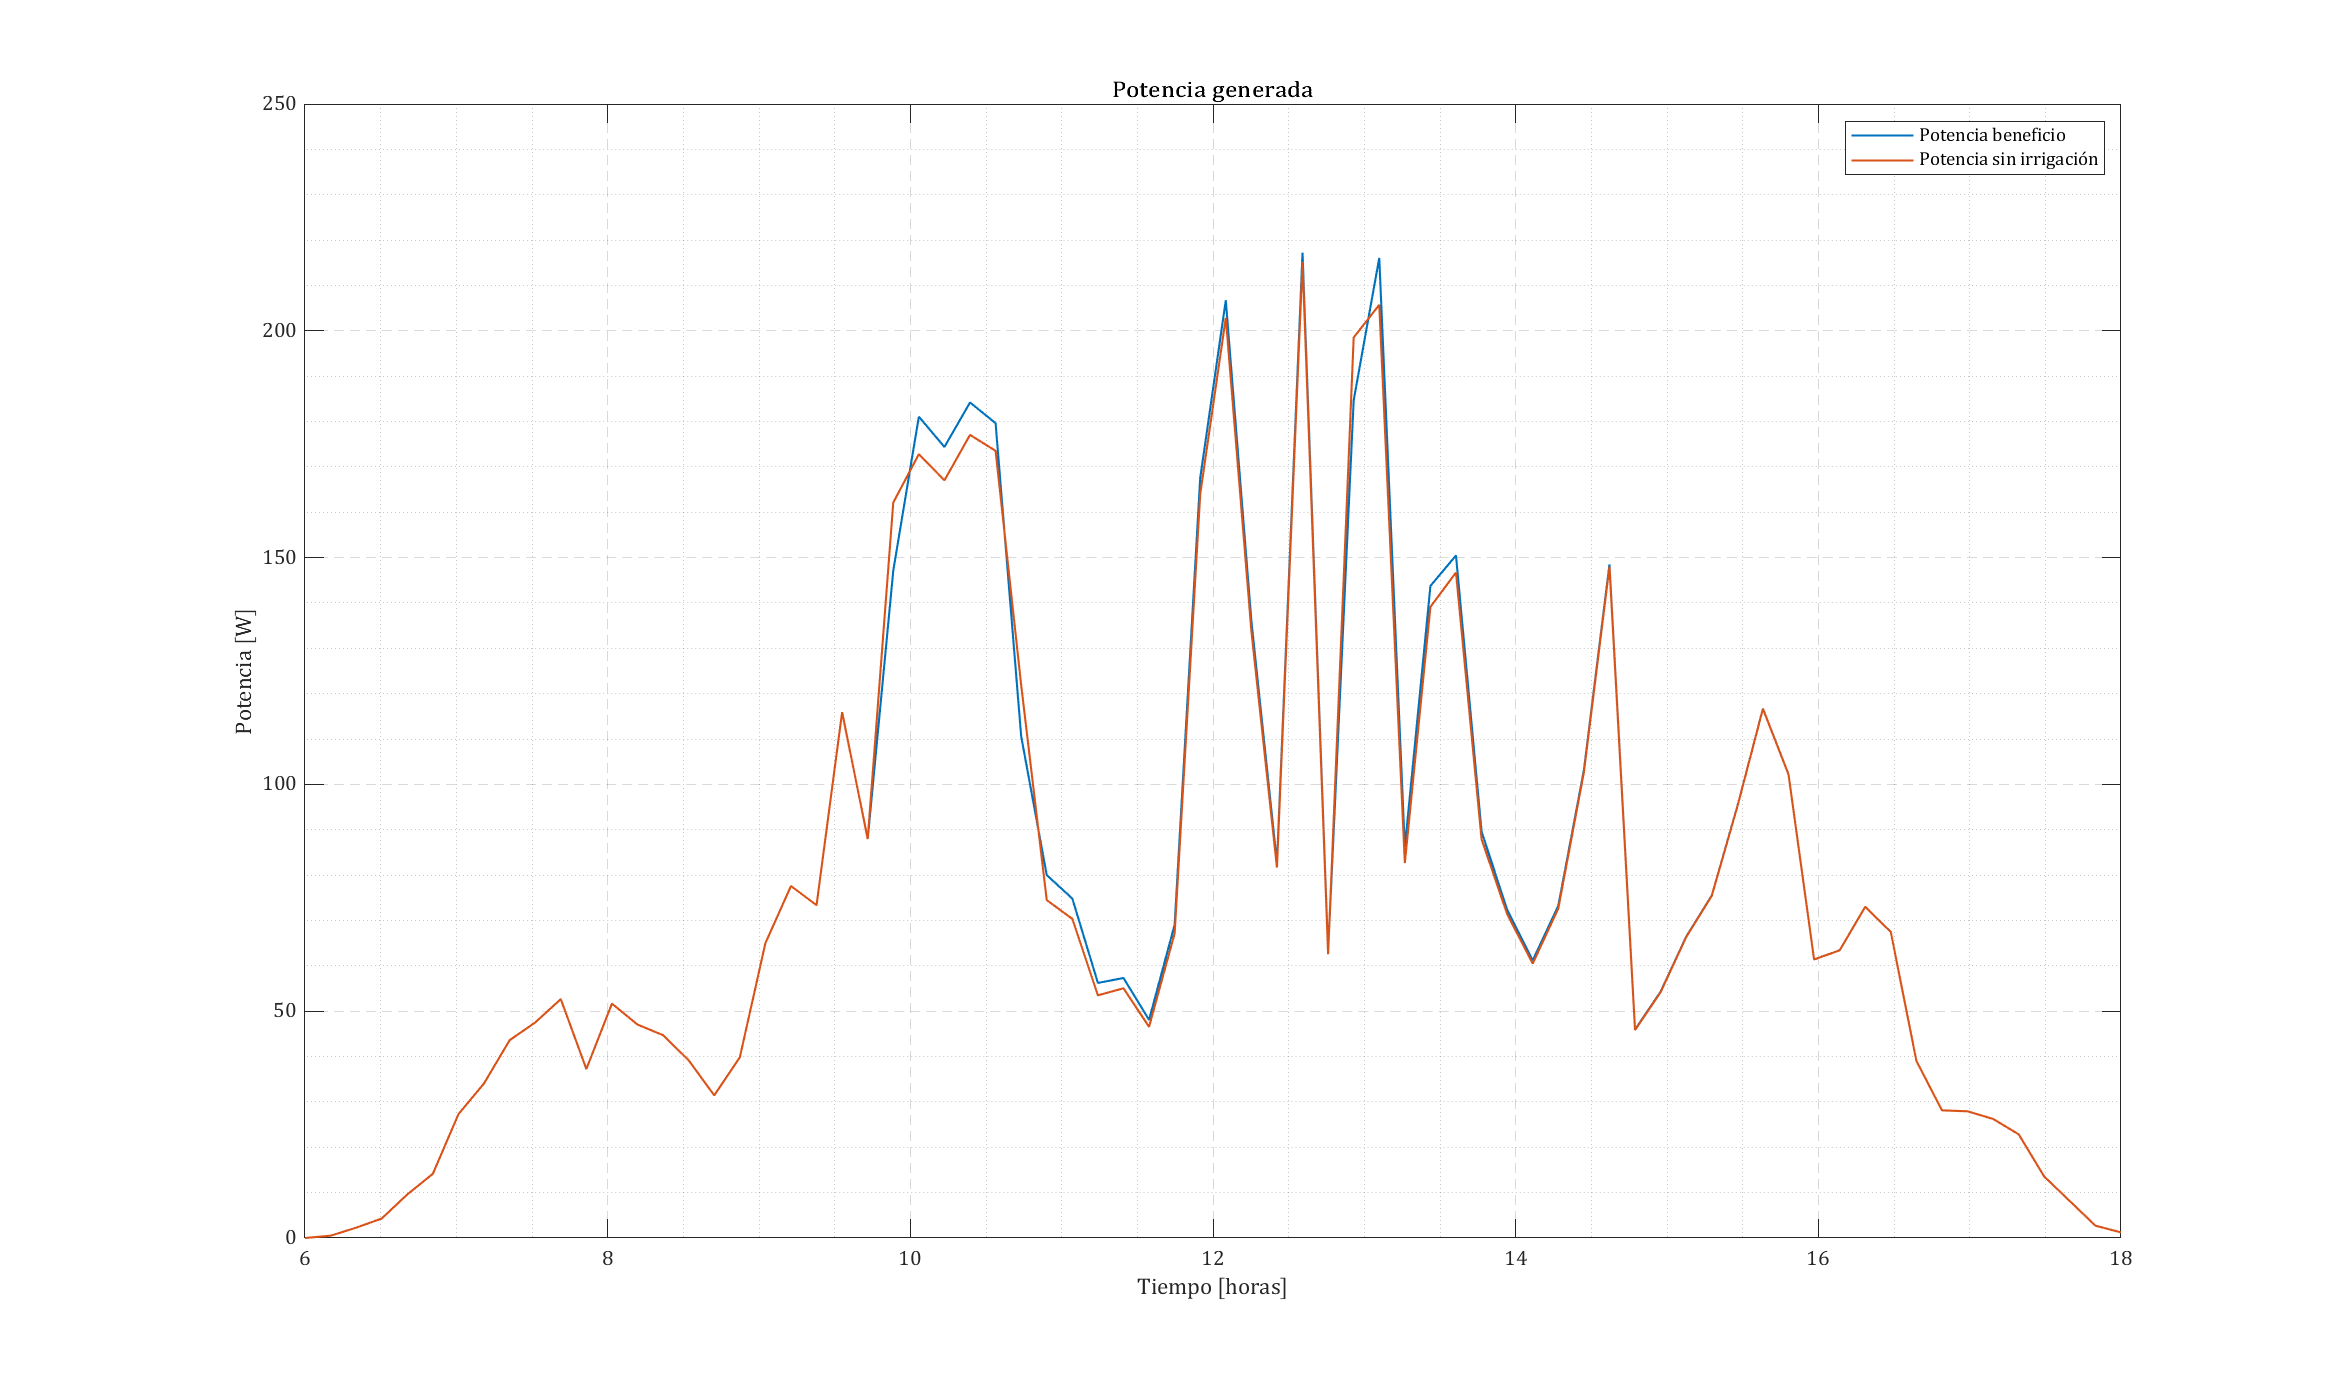 Potencia generada
250
200
150
100
50
0
Potencia [W]
Potencia beneficio
Potencia sin irrigación
6 8 10 12 14 16 18
Tiempo [horas]